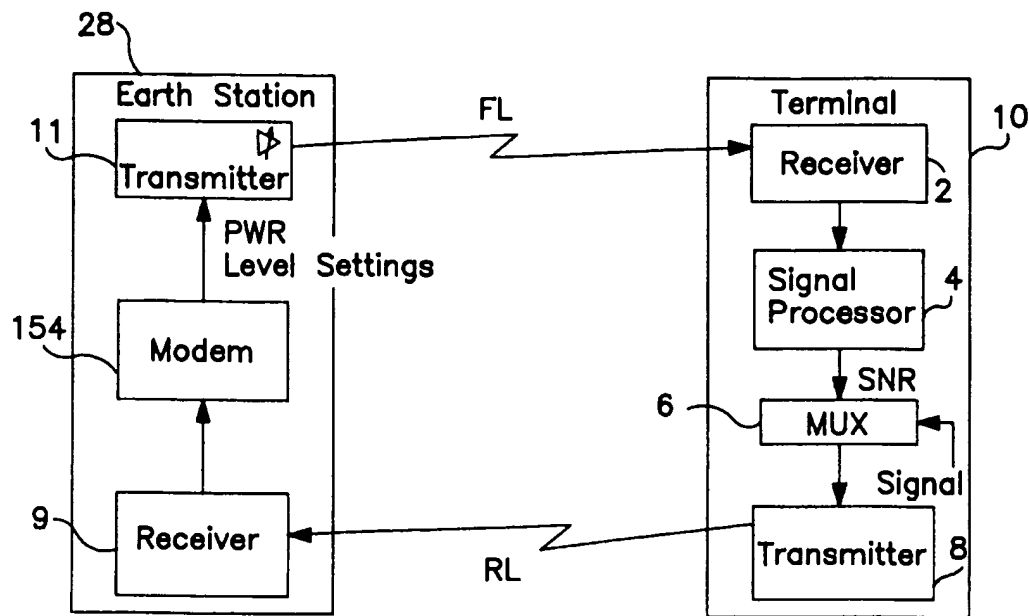 28
Earth Station
11
Transmitter
PWR
Level Settings
154
Modem
9
Receiver
FL
RL
Terminal
10
Receiver
2
Signal
Processor
4
SNR
6
MUX
Signal
Transmitter
8